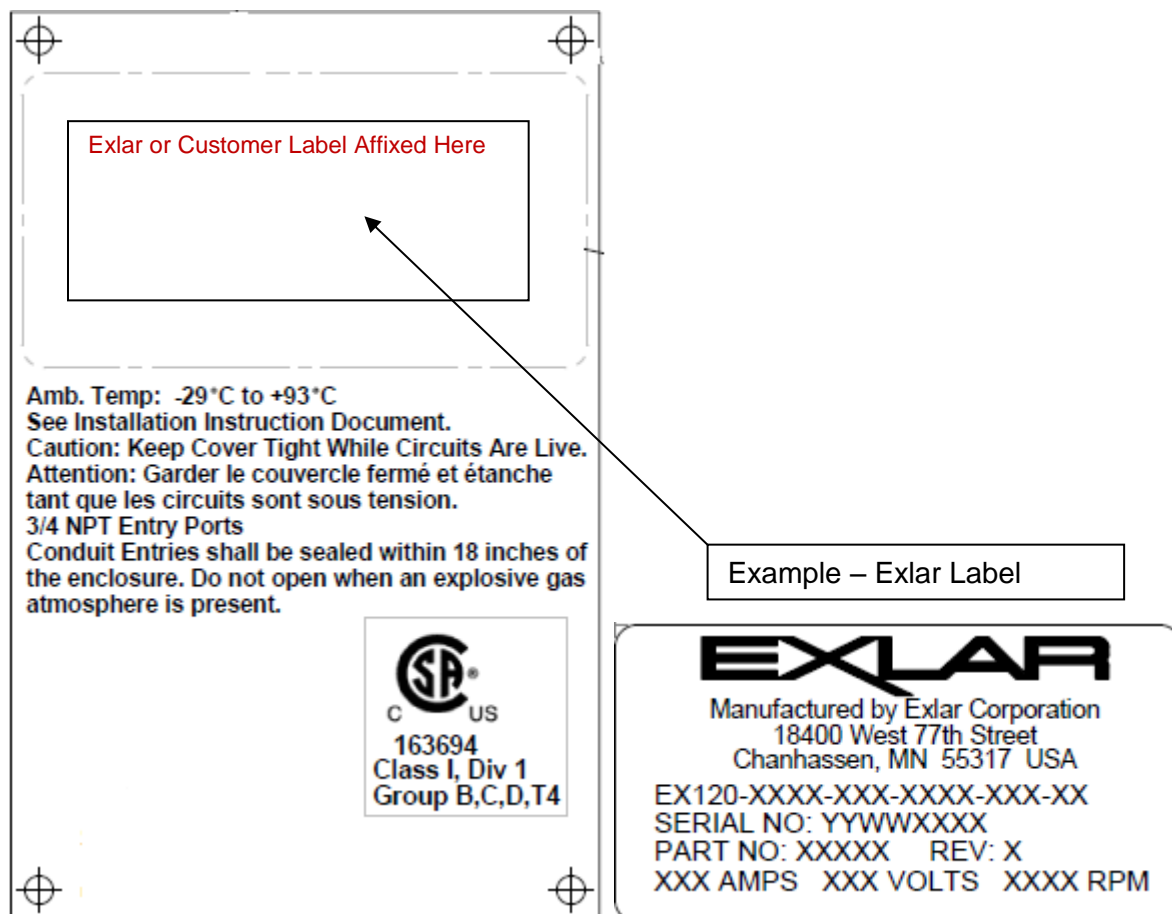 Exlar or Customer Label Affixed Here
Amb. Temp: -29°C to +93°C
See Installation Instruction Document.
Caution: Keep Cover Tight While Circuits Are Live.
Attention: Garder le couvercle fermé et étanche
tant que les circuits sont sous tension.
3/4 NPT Entry Ports
Conduit Entries shall be sealed within 18 inches of
the enclosure. Do not open when an explosive gas
atmosphere is present.
CSA®
C US
163694
Class I, Div 1
Group B,C,D,T4
Example – Exlar Label
EXLAR
Manufactured by Exlar Corporation
18400 West 77th Street
Chanhassen, MN 55317 USA
EX120-XXXX-XXX-XXXX-XXX-XX
SERIAL NO: YYWWXXXX
PART NO: XXXXX REV: X
XXX AMPS XXX VOLTS XXXX RPM